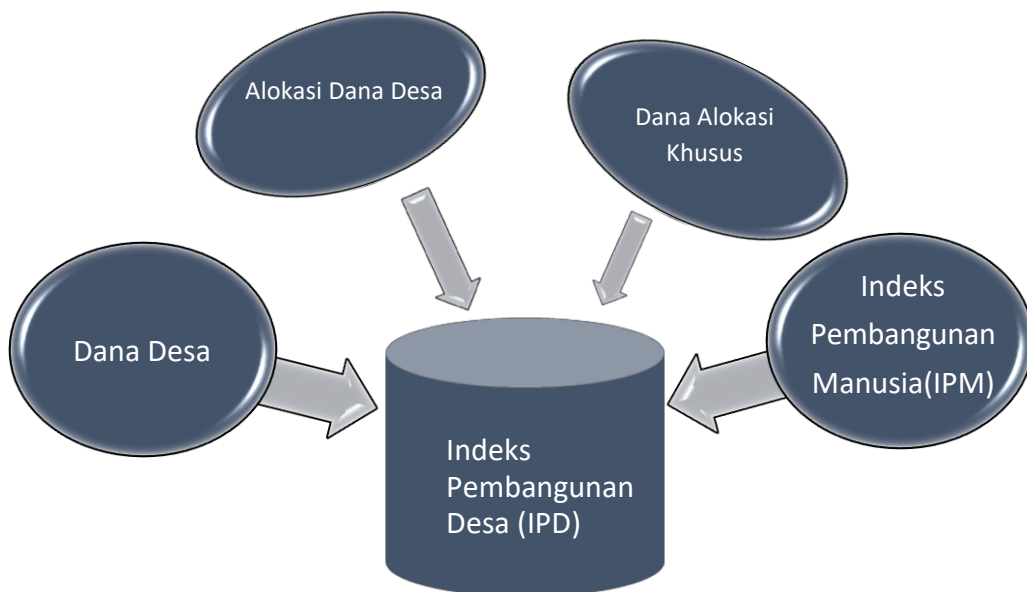 Alokasi Dana Desa
Dana Alokasi
Khusus
Dana Desa
Indeks
Pembangunan
Manusia(IPM)
Indeks
Pembangunan
Desa (IPD)